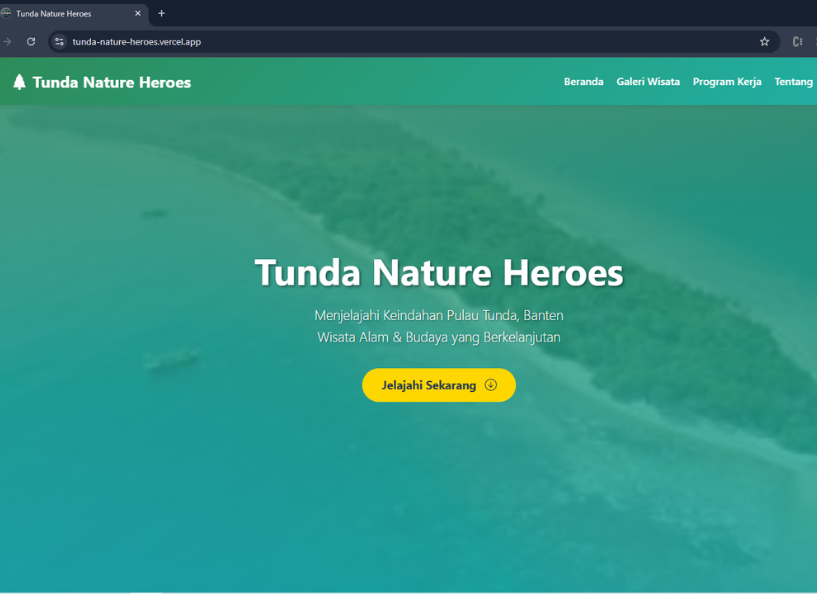 Tunda Nature Heroes
tunda-nature-heroes.vercel.app
Tunda Nature Heroes
Beranda Galeri Wisata Program Kerja Tentang
Tunda Nature Heroes
Menjelajahi Keindahan Pulau Tunda, Banten
Wisata Alam & Budaya yang Berkelanjutan
Jelajahi Sekarang